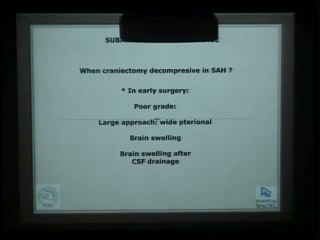 When craniectomy decompresive in SAH ?
* In early surgery:
Poor grade:
Large approach: wide pterional
Brain swelling
Brain swelling after
CSF drainage
HOSPITAL